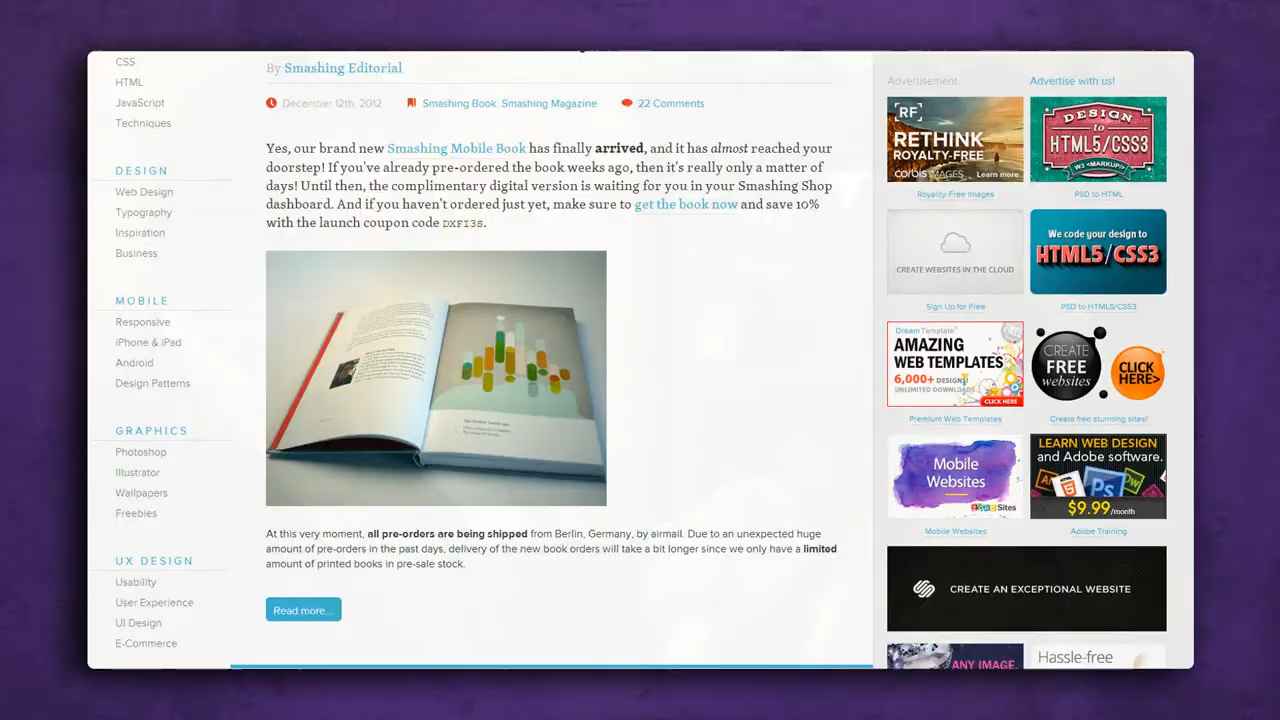 CSS
HTML
JavaScript
Techniques
DESIGN
Web Design
Typography
Inspiration
Business
MOBILE
Responsive
iPhone & iPad
Android
Design Patterns
GRAPHICS
Photoshop
Illustrator
Wallpapers
Freebies
UX DESIGN
Usability
User Experience
UI Design
E-Commerce
By Smashing Editorial
December 12th, 2012
Smashing Book, Smashing Magazine
22 Comments
Yes, our brand new Smashing Mobile Book has finally arrived, and it has almost reached your
doorstep! If you've already pre-ordered the book weeks ago, then it's really only a matter of
days! Until then, the complimentary digital version is waiting for you in your Smashing Shop
dashboard. And if you haven't ordered just yet, make sure to get the book now and save 10%
with the launch coupon code DXFI3S.
At this very moment, all pre-orders are being shipped from Berlin, Germany, by airmail. Due to an unexpected huge
amount of pre-orders in the past days, delivery of the new book orders will take a bit longer since we only have a limited
amount of printed books in pre-sale stock.
Read more...
Advertisement
Advertise with us!
[RF]
RETHINK
ROYALTY-FREE
corbis IMAGES
Learn more
Royality-Free Images
DESIGN
to
HTML5/CSS3
W3 <MARKUP/>
PSD to HTML
CREATE WEBSITES IN THE CLOUD
Sign Up for Free
We code your design to
HTML5/CSS3
PSD to HTML5/CSS3
DreamTemplate
AMAZING
WEB TEMPLATES
6,000+ DESIGNS!
UNLIMITED DOWNLOADS
CLICK HERE
Premium Web Templates
CREATE
FREE
websites
CLICK
HERE>
Create free stunning sites!
Mobile
Websites
ZOHO Sites
Mobile Websites
LEARN WEB DESIGN
and Adobe software.
Ps
$9.99/month
Adobe Training
CREATE AN EXCEPTIONAL WEBSITE
ANY IMAGE.
Hassle-free